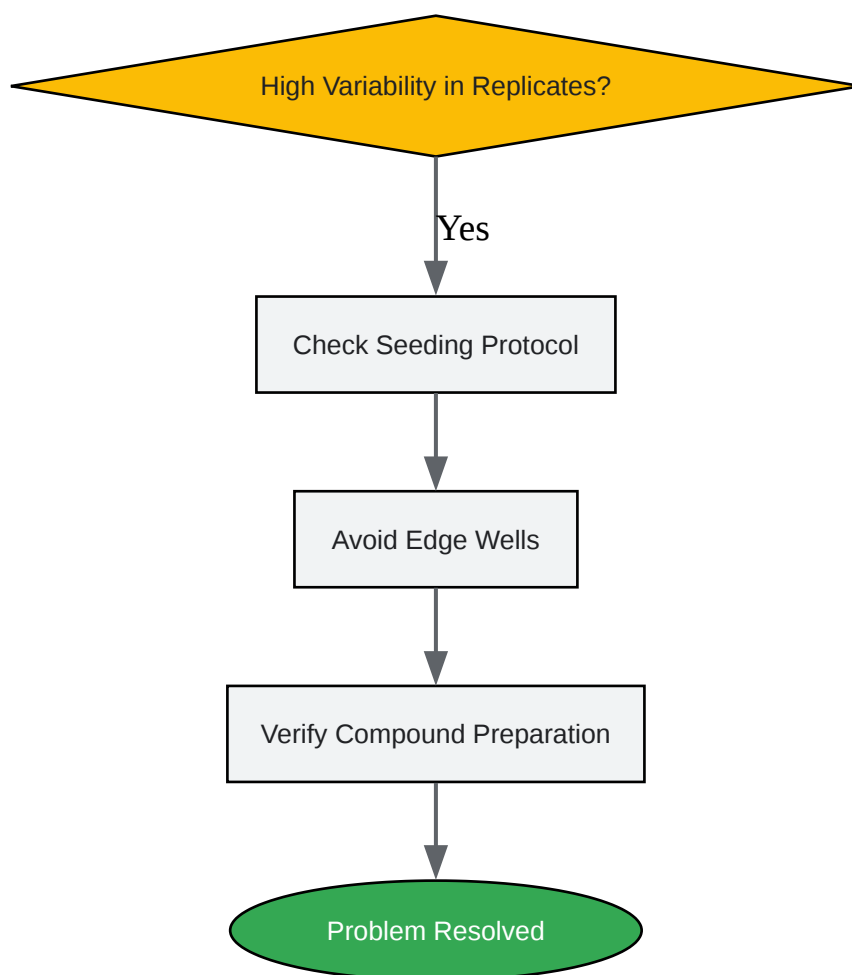 High Variability in Replicates?
Yes
Check Seeding Protocol
Avoid Edge Wells
Verify Compound Preparation
Problem Resolved